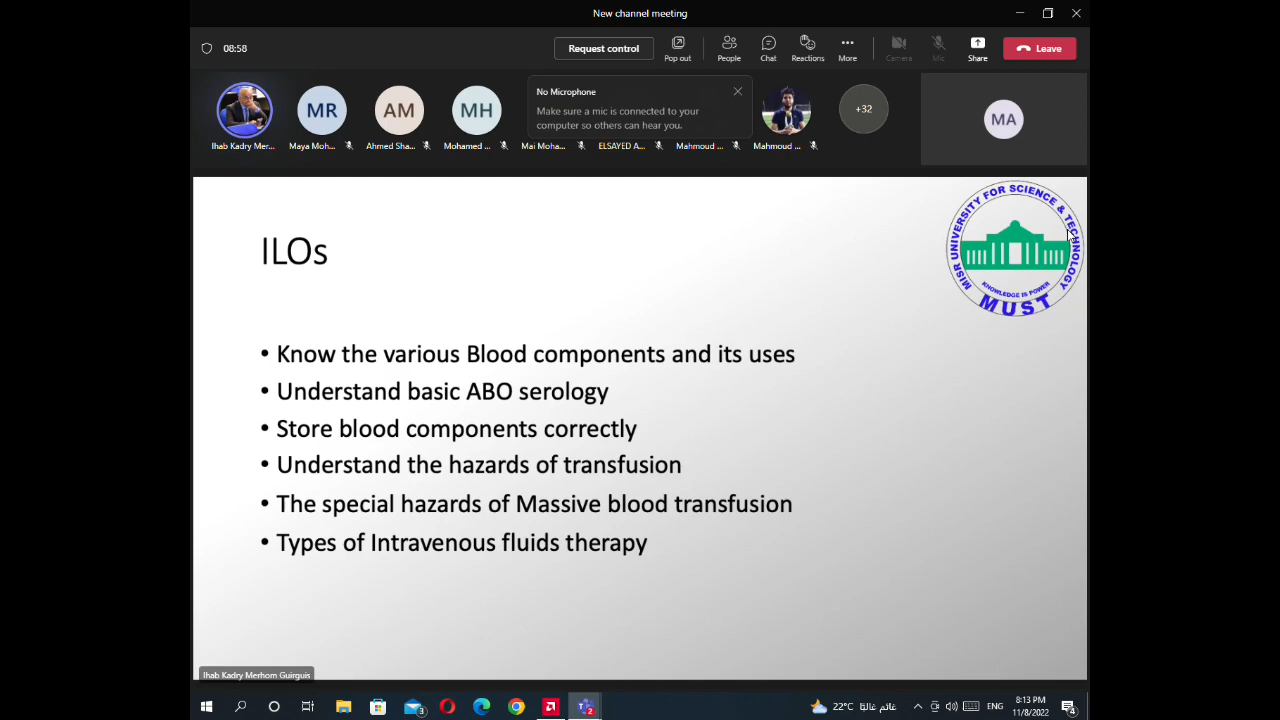 New channel meeting
08:58
Request control
Pop out
People
Chat
Reactions
More
Camera
Mic
Share
Leave
MR
AM
MH
No Microphone
Make sure a mic is connected to your
computer so others can hear you.
+32
MA
Ihab Kadry Mer...
Maya Moh...
Ahmed Sha...
Mohamed ...
Mai Moha...
ELSAYED A...
Mahmoud ...
Mahmoud ...
MISR UNIVERSITY FOR SCIENCE & TECHNOLOGY
KNOWLEDGE IS POWER
MUST
ILOs
• Know the various Blood components and its uses
• Understand basic ABO serology
• Store blood components correctly
• Understand the hazards of transfusion
• The special hazards of Massive blood transfusion
• Types of Intravenous fluids therapy
Ihab Kadry Merhom Guirguis
3
2
22°C
غائم غالبًا
ENG
8:13 PM
11/8/2022
4